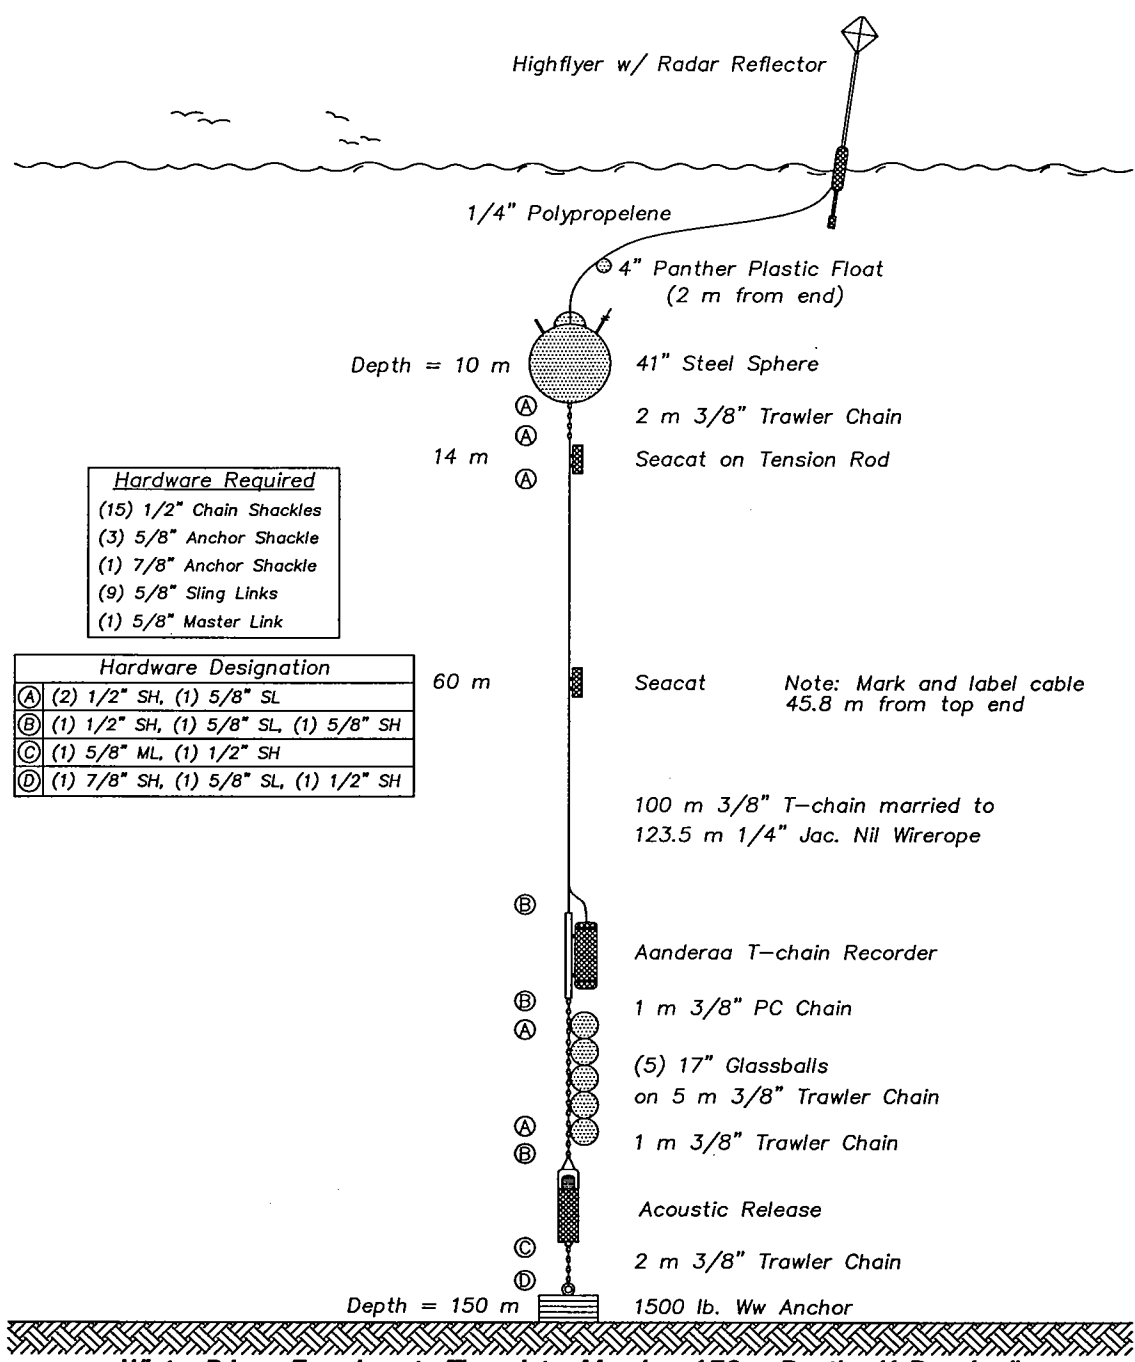 Highflyer w/ Radar Reflector
1/4" Polypropelene
4" Panther Plastic Float
(2 m from end)
Depth = 10 m
41" Steel Sphere
A
2 m 3/8" Trawler Chain
A
14 m
Seacat on Tension Rod
A
Hardware Required
(15) 1/2" Chain Shackles
(3) 5/8" Anchor Shackle
(1) 7/8" Anchor Shackle
(9) 5/8" Sling Links
(1) 5/8" Master Link
Hardware Designation
A (2) 1/2" SH, (1) 5/8" SL
B (1) 1/2" SH, (1) 5/8" SL, (1) 5/8" SH
C (1) 5/8" ML, (1) 1/2" SH
D (1) 7/8" SH, (1) 5/8" SL, (1) 1/2" SH
60 m
Seacat
Note: Mark and label cable
45.8 m from top end
100 m 3/8" T-chain married to
123.5 m 1/4" Jac. Nil Wirerope
B
Aanderaa T-chain Recorder
B
1 m 3/8" PC Chain
A
(5) 17" Glassballs
on 5 m 3/8" Trawler Chain
A
1 m 3/8" Trawler Chain
B
Acoustic Release
C
2 m 3/8" Trawler Chain
D
Depth = 150 m
1500 lb. Ww Anchor